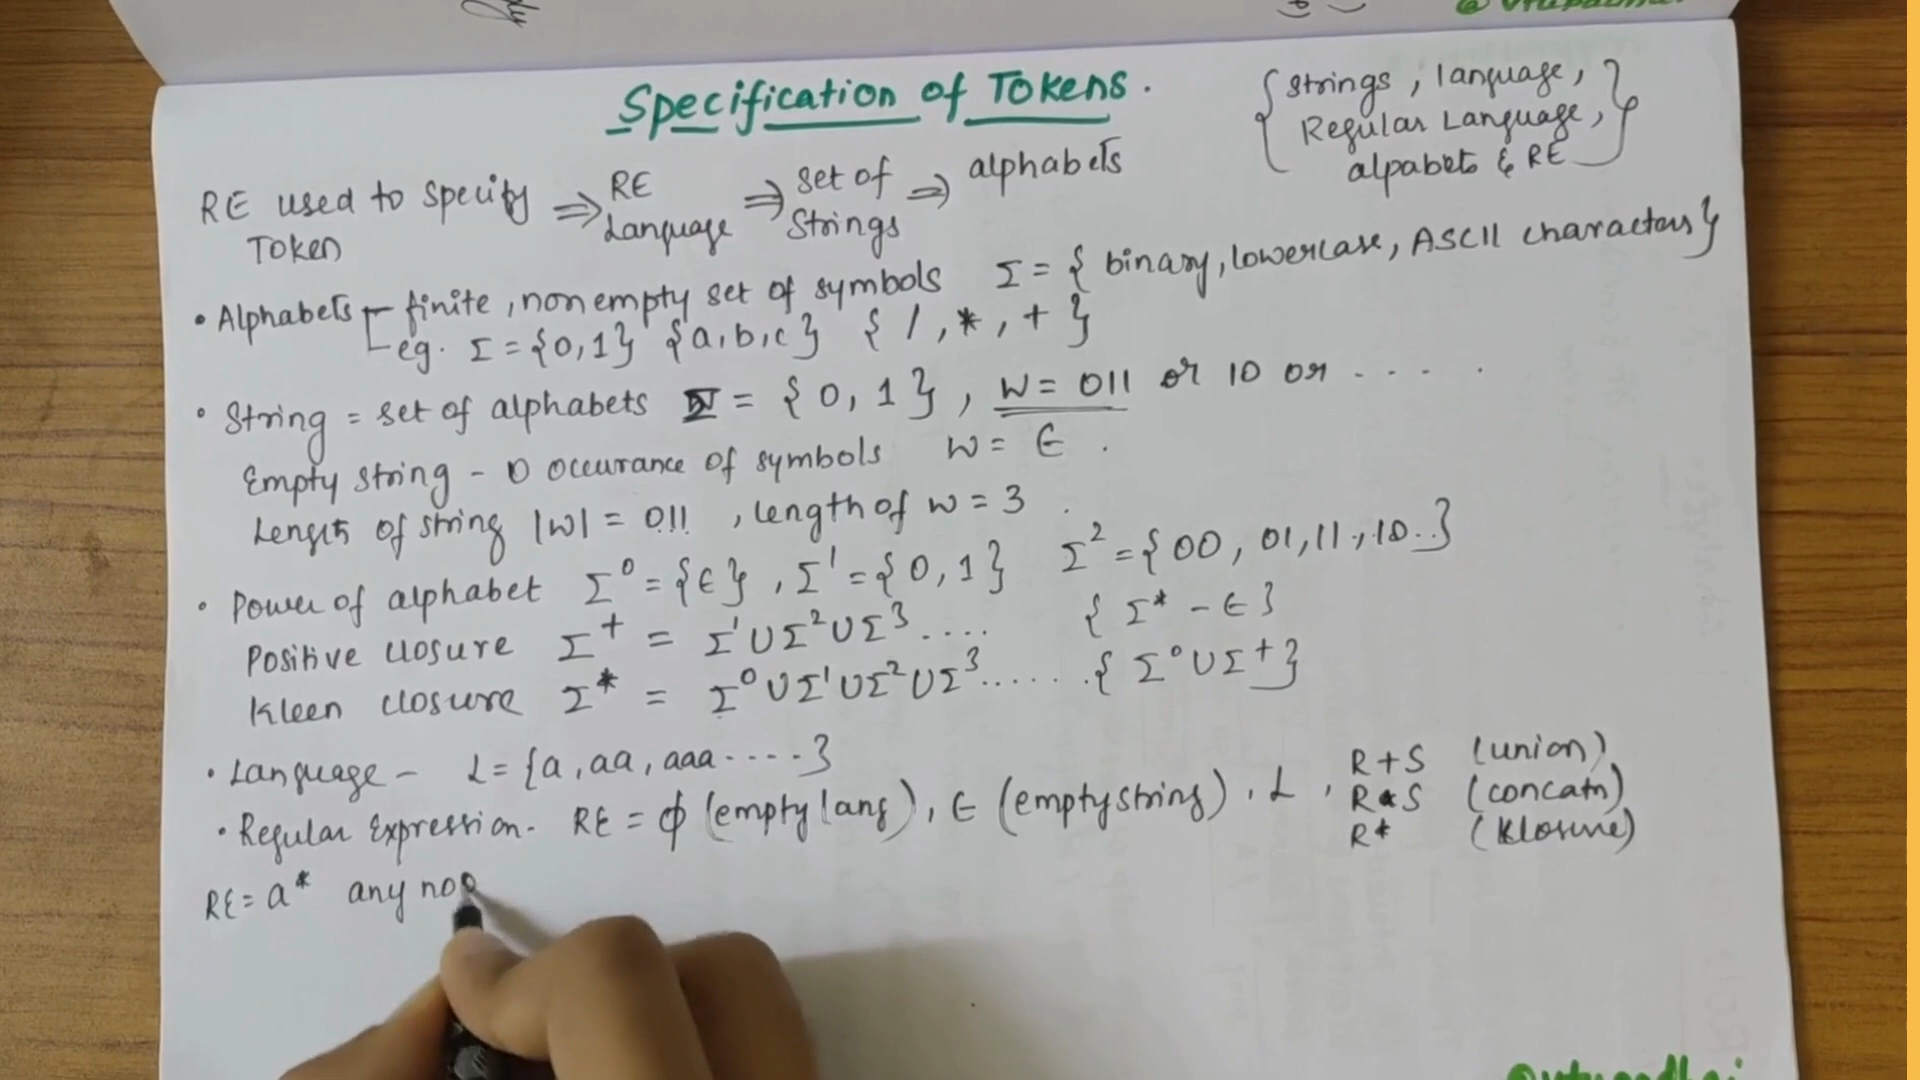 Specification of Tokens.
{ strings, language,
Regular Language,
alpabets & RE }
RE used to specify Token ⇒ RE Language ⇒ set of Strings ⇒ alphabets
• Alphabets - finite, non empty set of symbols Σ = { binary, lowercase, ASCII characters }
eg. Σ = {0,1} {a,b,c} { /, *, + }
• String = set of alphabets Σ = {0, 1}, W = 011 or 10 or .....
Empty string - 0 occurance of symbols W = ϵ .
Length of string |W| = 011, length of w = 3 .
• Power of alphabet Σ⁰ = {ϵ}, Σ¹ = {0, 1} Σ² = {00, 01, 11, 10..}
Positive closure Σ⁺ = Σ¹ U Σ² U Σ³ .... { Σ* - ϵ }
Kleen closure Σ* = Σ⁰ U Σ¹ U Σ² U Σ³ ...... { Σ⁰ U Σ⁺ }
• Language - L = {a, aa, aaa .....}
• Regular Expression - RE = ϕ (empty lang), ϵ (empty string), L,
R + S (union)
R • S (concatn)
R* (Klosure)
RE = a* any no